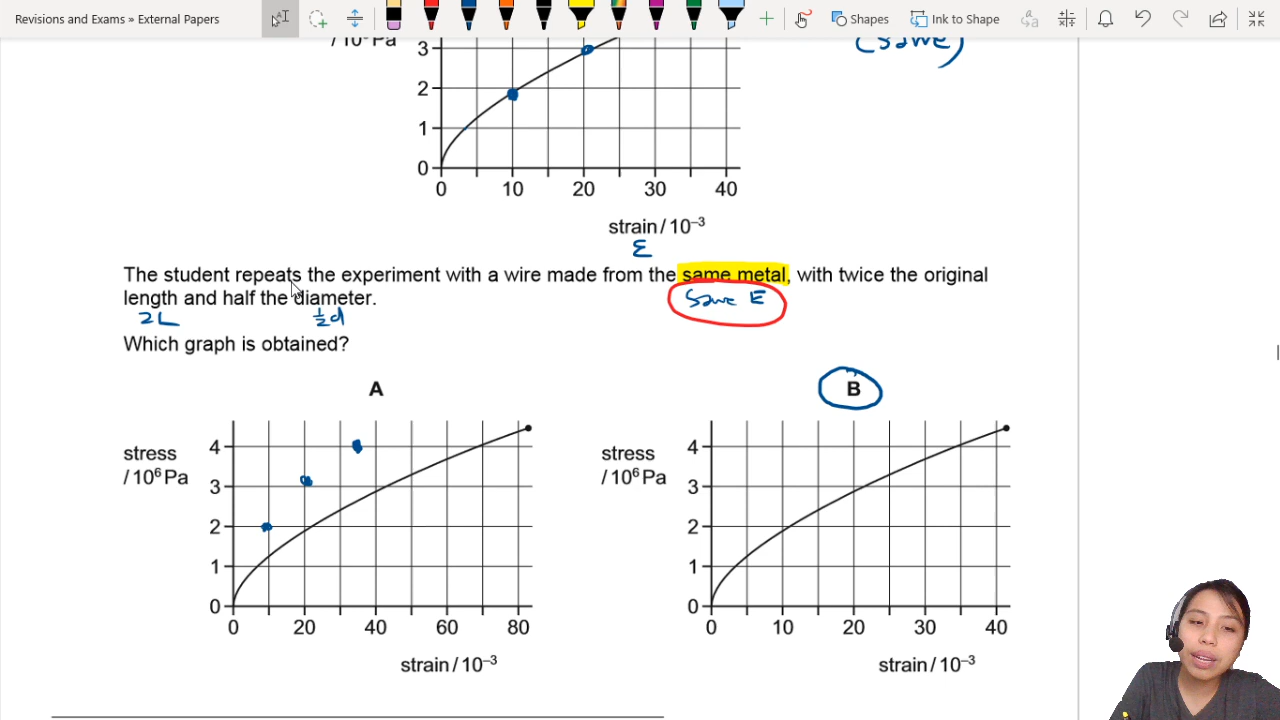 Revisions and Exams » External Papers
Shapes
Ink to Shape
/ 10⁶ Pa
3
2
1
0
0 10 20 30 40
strain / 10⁻³
Ɛ
(same)
The student repeats the experiment with a wire made from the same metal, with twice the original
length and half the diameter.
2L
½d
Same E
Which graph is obtained?
A
stress
/ 10⁶ Pa
4
3
2
1
0
0 20 40 60 80
strain / 10⁻³
B
stress
/ 10⁶ Pa
4
3
2
1
0
0 10 20 30 40
strain / 10⁻³